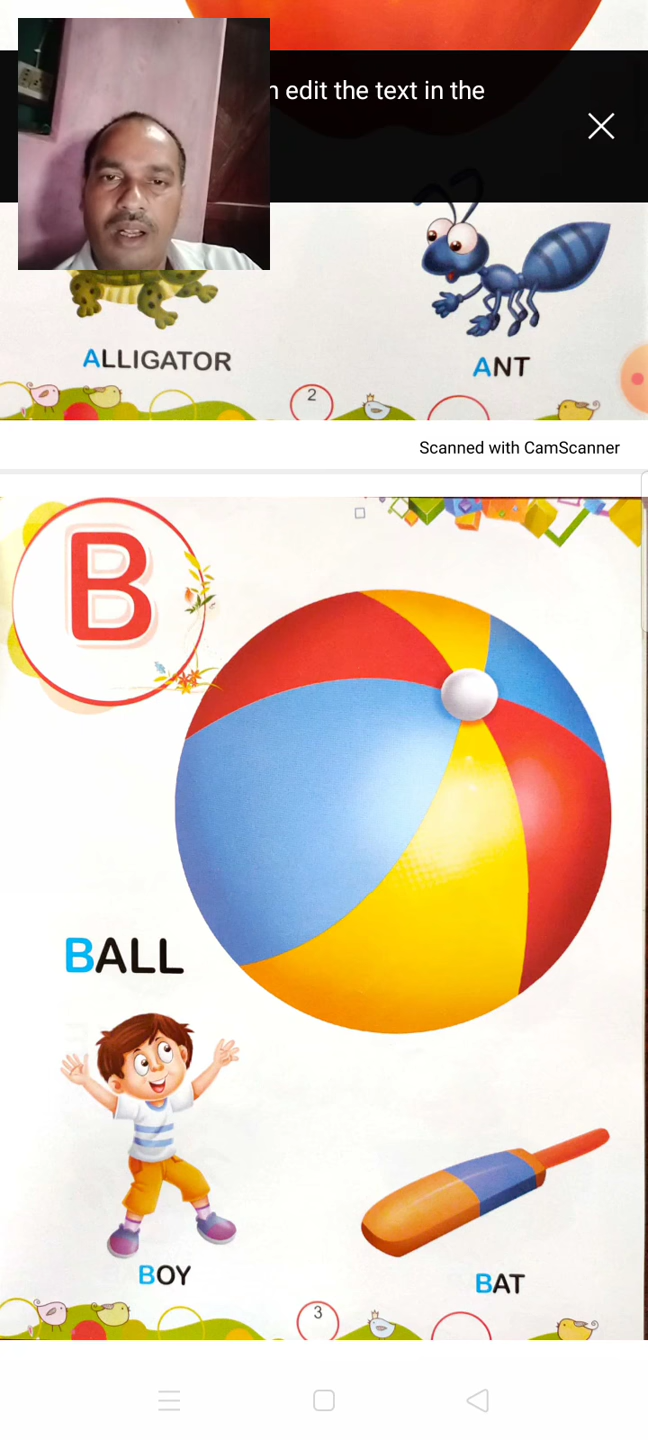 n edit the text in the
ALLIGATOR
ANT
2
Scanned with CamScanner
B
BALL
BOY
BAT
3